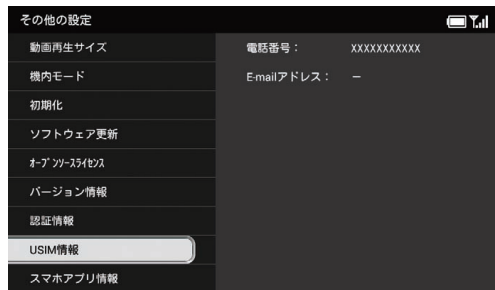 その他の設定
動画再生サイズ
機内モード
初期化
ソフトウェア更新
ｵｰﾌﾟﾝｿｰｽﾗｲｾﾝｽ
バージョン情報
認証情報
USIM情報
スマホアプリ情報
電話番号： XXXXXXXXXXX
E-mailアドレス： －